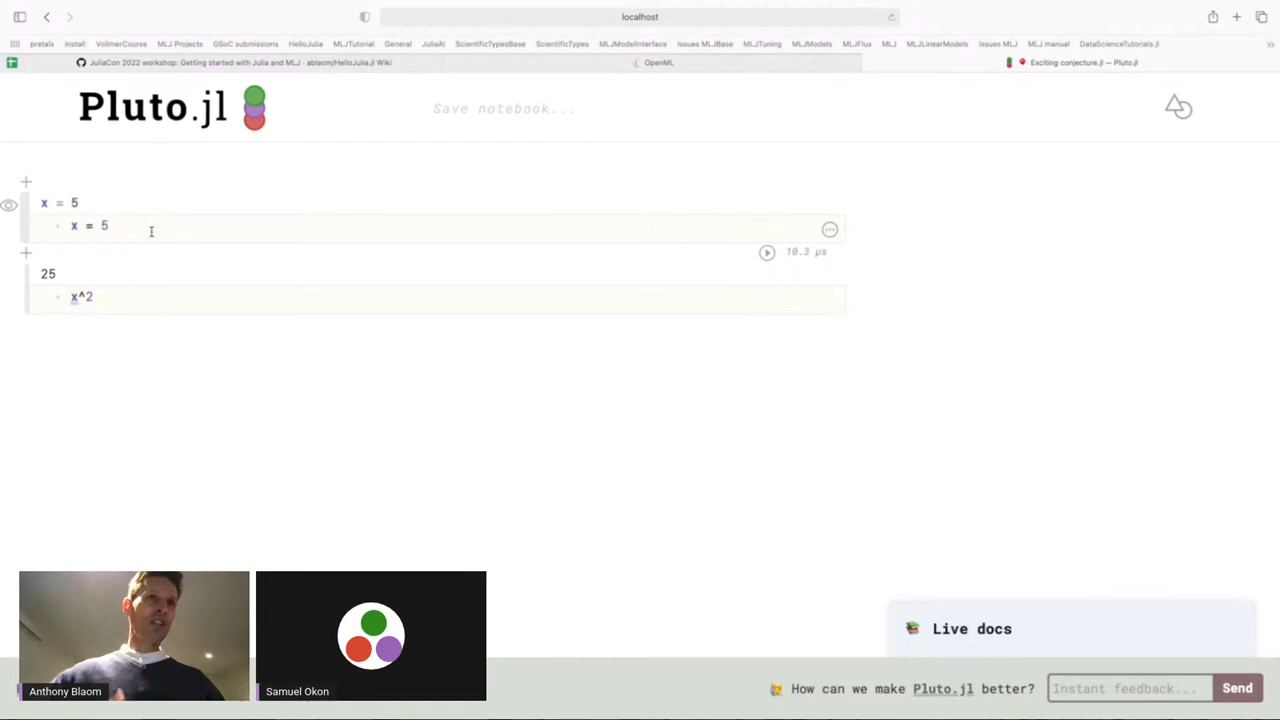 localhost
pretalx Install VollmerCourse MLJ Projects GSoC submissions HelloJulia MLJTutorial General JuliaAI ScientificTypesBase ScientificTypes MLJModelInterface Issues MLJBase MLJTuning MLJModels MLJFlux MLJ MLJLinearModels Issues MLJ MLJ manual DataScienceTutorials.jl
JuliaCon 2022 workshop: Getting started with Julia and MLJ · ablaom/HelloJulia.jl Wiki
OpenML
Exciting conjecture.jl — Pluto.jl
Pluto.jl
Save notebook...
x = 5
x = 5
10.3 μs
25
x^2
Live docs
How can we make Pluto.jl better?
Instant feedback...
Send
Anthony Blaom
Samuel Okon